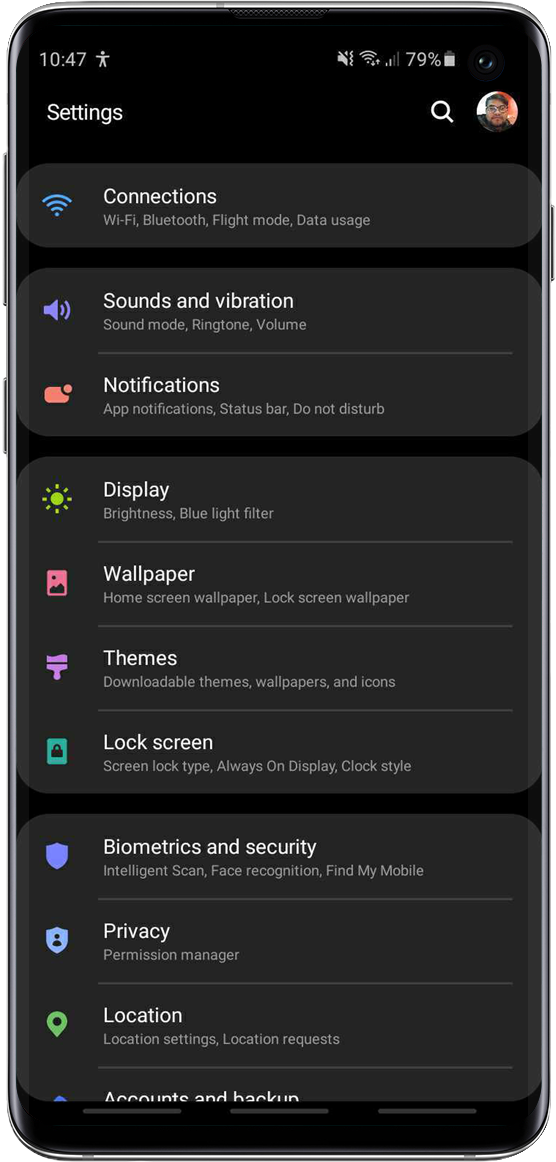 10:47 79%
Settings
Connections
Wi-Fi, Bluetooth, Flight mode, Data usage
Sounds and vibration
Sound mode, Ringtone, Volume
Notifications
App notifications, Status bar, Do not disturb
Display
Brightness, Blue light filter
Wallpaper
Home screen wallpaper, Lock screen wallpaper
Themes
Downloadable themes, wallpapers, and icons
Lock screen
Screen lock type, Always On Display, Clock style
Biometrics and security
Intelligent Scan, Face recognition, Find My Mobile
Privacy
Permission manager
Location
Location settings, Location requests
Accounts and backup